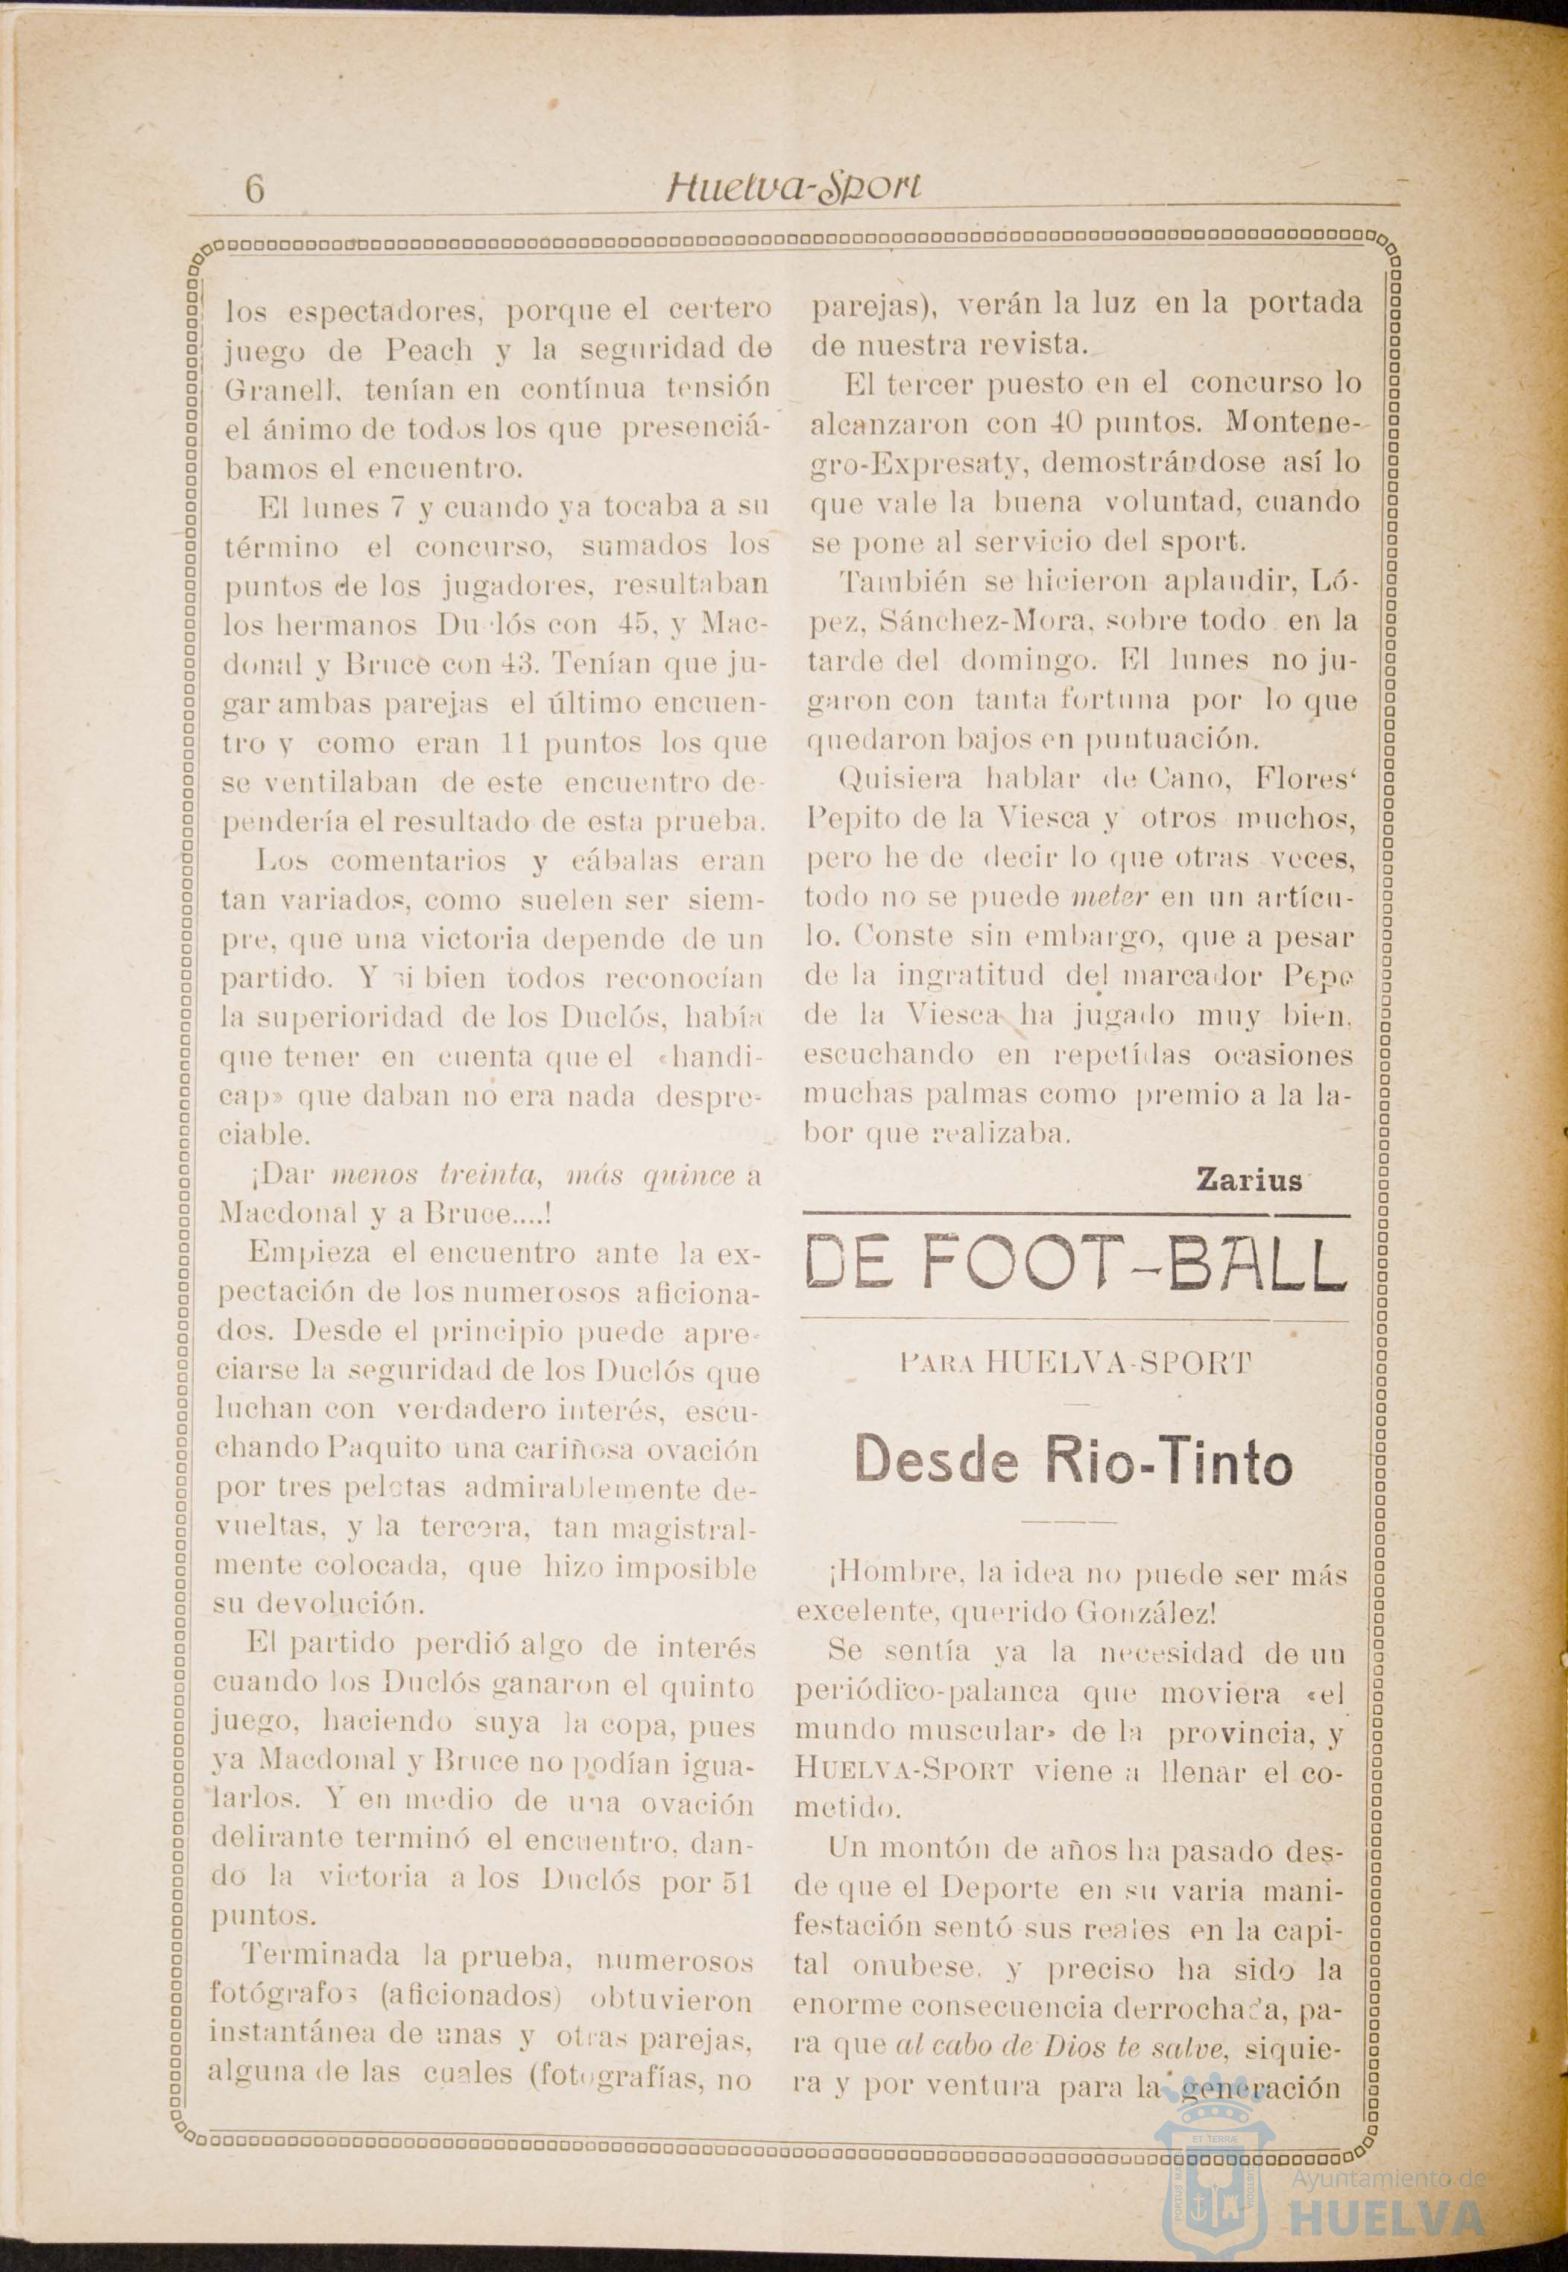 6
Huelva-Sport
los espectadores, porque el certero
juego de Peach y la seguridad de
Granell, tenían en contínua tensión
el ánimo de todos los que presenciá-
bamos el encuentro.
El lunes 7 y cuando ya tocaba a su
término el concurso, sumados los
puntos de los jugadores, resultaban
los hermanos Du lós con 45, y Mac-
donal y Bruce con 43. Tenían que ju-
gar ambas parejas el último encuen-
tro y como eran 11 puntos los que
se ventilaban de este encuentro de-
pendería el resultado de esta prueba.
Los comentarios y cábalas eran
tan variados, como suelen ser siem-
pre, que una victoria depende de un
partido. Y si bien todos reconocían
la superioridad de los Duclós, había
que tener en cuenta que el «handi-
cap» que daban no era nada despre-
ciable.
¡Dar menos treinta, más quince a
Macdonal y a Bruce....!
Empieza el encuentro ante la ex-
pectación de los numerosos aficiona-
dos. Desde el principio puede apre-
ciarse la seguridad de los Duclós que
luchan con verdadero interés, escu-
chando Paquito una cariñosa ovación
por tres pelotas admirablemente de-
vueltas, y la tercera, tan magistral-
mente colocada, que hizo imposible
su devolución.
El partido perdió algo de interés
cuando los Duclós ganaron el quinto
juego, haciendo suya la copa, pues
ya Macdonal y Bruce no podían igua-
larlos. Y en medio de una ovación
delirante terminó el encuentro, dan-
do la victoria a los Duclós por 51
puntos.
Terminada la prueba, numerosos
fotógrafos (aficionados) obtuvieron
instantánea de unas y otras parejas,
alguna de las cuales (fotografías, no
parejas), verán la luz en la portada
de nuestra revista.
El tercer puesto en el concurso lo
alcanzaron con 40 puntos. Montene-
gro-Expresaty, demostrándose así lo
que vale la buena voluntad, cuando
se pone al servicio del sport.
También se hicieron aplaudir, Ló-
pez, Sánchez-Mora, sobre todo en la
tarde del domingo. El lunes no ju-
garon con tanta fortuna por lo que
quedaron bajos en puntuación.
Quisiera hablar de Cano, Flores‘
Pepito de la Viesca y otros muchos,
pero he de decir lo que otras veces,
todo no se puede meter en un artícu-
lo. Conste sin embargo, que a pesar
de la ingratitud del marcador Pepe
de la Viesca ha jugado muy bien,
escuchando en repetídas ocasiones
muchas palmas como premio a la la-
bor que realizaba.
Zarius
DE FOOT-BALL
PARA HUELVA-SPORT
Desde Rio-Tinto
¡Hombre, la idea no puede ser más
excelente, querido González!
Se sentía ya la necesidad de un
periódico-palanca que moviera «el
mundo muscular» de la provincia, y
HUELVA-SPORT viene a llenar el co-
metido.
Un montón de años ha pasado des-
de que el Deporte en su varia mani-
festación sentó sus reales en la capi-
tal onubese, y preciso ha sido la
enorme consecuencia derrochada, pa-
ra que al cabo de Dios te salve, siquie-
ra y por ventura para la generación
ET TERRÆ
Ayuntamiento de
HUELVA